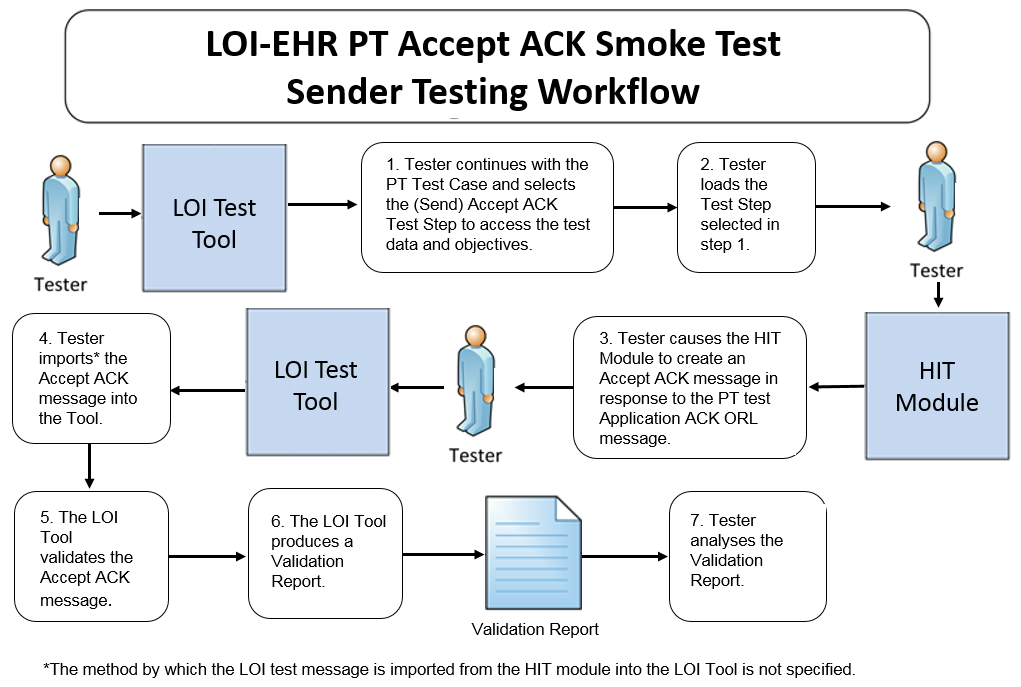 LOI-EHR PT Accept ACK Smoke Test
Sender Testing Workflow
Tester
LOI Test
Tool
1. Tester continues with the
PT Test Case and selects
the (Send) Accept ACK
Test Step to access the test
data and objectives.
2. Tester
loads the
Test Step
selected in
step 1.
Tester
HIT
Module
3. Tester causes the HIT
Module to create an
Accept ACK message in
response to the PT test
Application ACK ORL
message.
Tester
LOI Test
Tool
4. Tester
imports* the
Accept ACK
message into
the Tool.
5. The LOI
Tool
validates the
Accept ACK
message.
6. The LOI Tool
produces a
Validation
Report.
Validation Report
7. Tester
analyses the
Validation
Report.
*The method by which the LOI test message is imported from the HIT module into the LOI Tool is not specified.